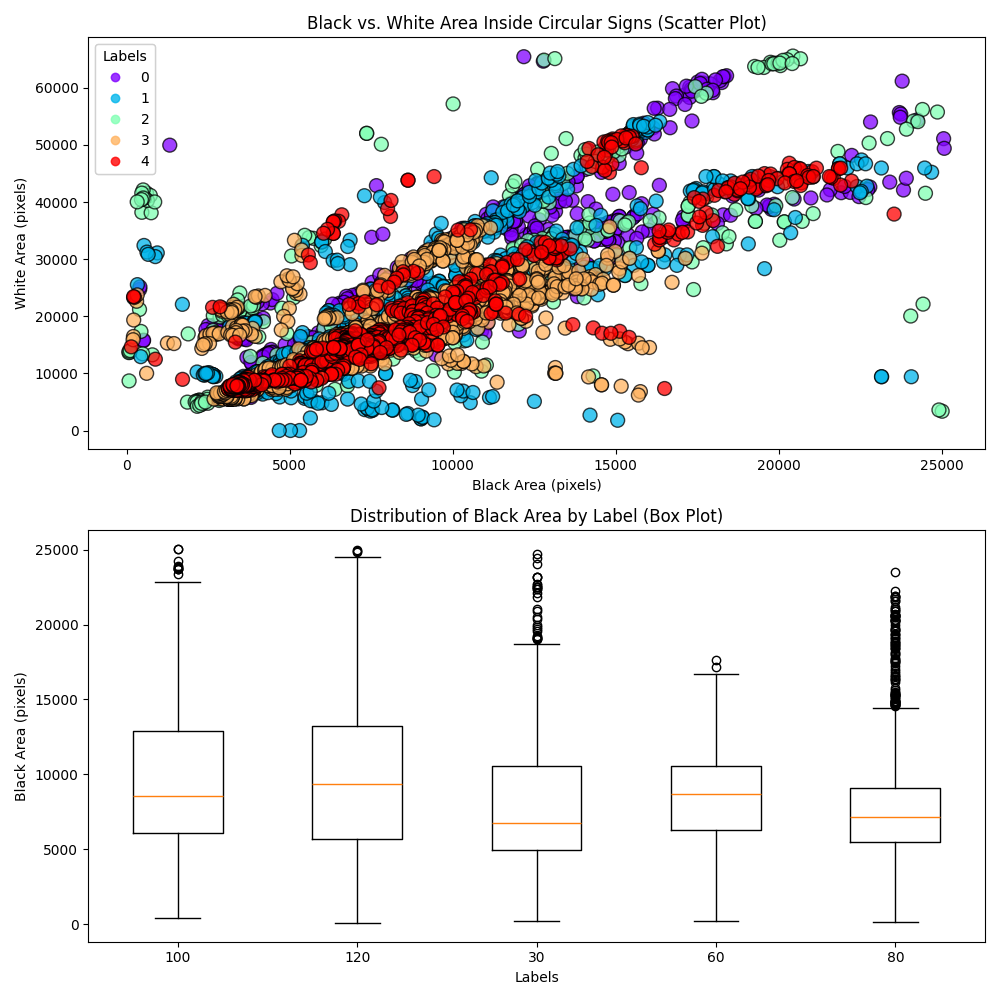 Black vs. White Area Inside Circular Signs (Scatter Plot)
Labels
0
1
2
3
4
White Area (pixels)
60000
50000
40000
30000
20000
10000
0
0 5000 10000 15000 20000 25000
Black Area (pixels)
Distribution of Black Area by Label (Box Plot)
Black Area (pixels)
25000
20000
15000
10000
5000
0
100 120 30 60 80
Labels